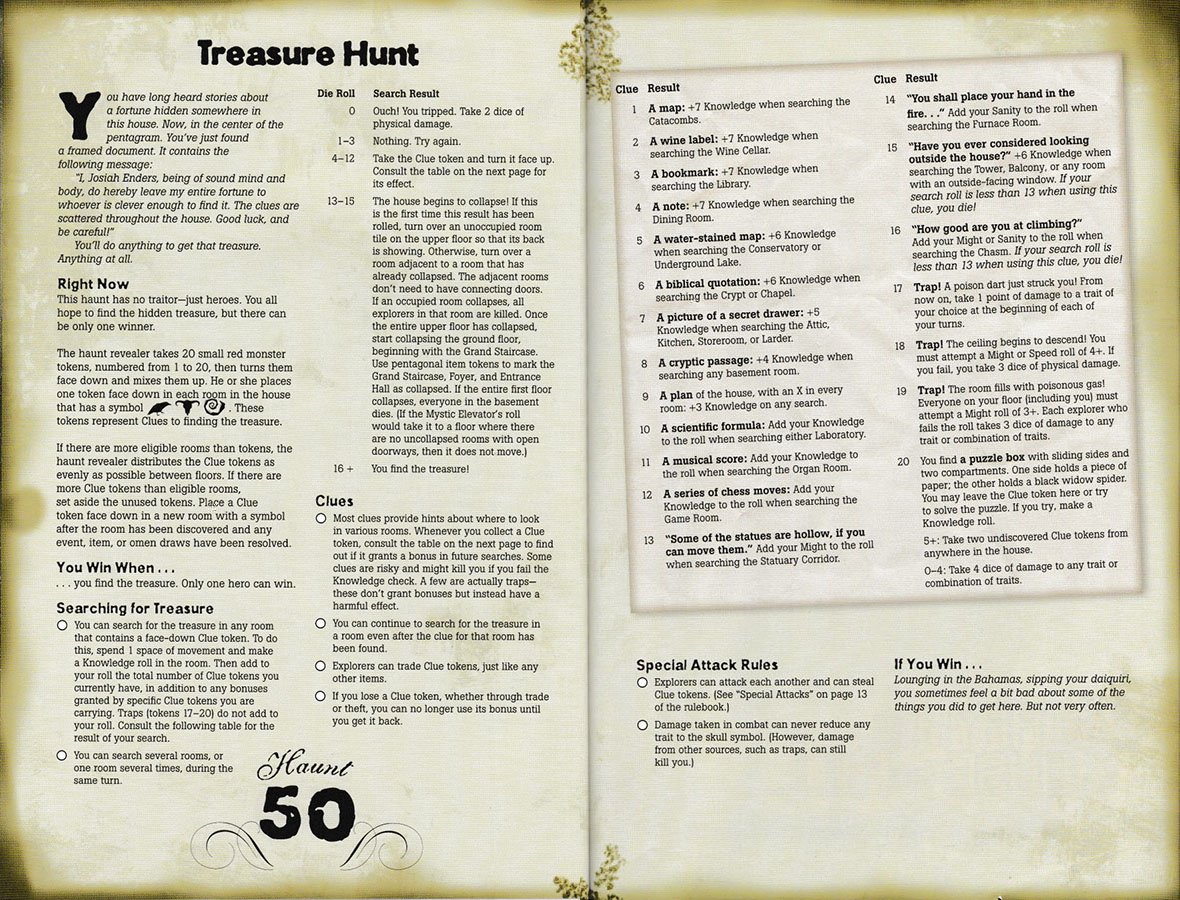 Treasure Hunt
You have long heard stories about
a fortune hidden somewhere in
this house. Now, in the center of the
pentagram. You've just found
a framed document. It contains the
following message:
"I, Josiah Enders, being of sound mind and
body, do hereby leave my entire fortune to
whoever is clever enough to find it. The clues are
scattered throughout the house. Good luck, and
be careful!"
You'll do anything to get that treasure.
Anything at all.
Right Now
This haunt has no traitor—just heroes. You all
hope to find the hidden treasure, but there can
be only one winner.
The haunt revealer takes 20 small red monster
tokens, numbered from 1 to 20, then turns them
face down and mixes them up. He or she places
one token face down in each room in the house
that has a symbol . These
tokens represent Clues to finding the treasure.
If there are more eligible rooms than tokens, the
haunt revealer distributes the Clue tokens as
evenly as possible between floors. If there are
more Clue tokens than eligible rooms,
set aside the unused tokens. Place a Clue
token face down in a new room with a symbol
after the room has been discovered and any
event, item, or omen draws have been resolved.
You Win When . . .
. . . you find the treasure. Only one hero can win.
Searching for Treasure
You can search for the treasure in any room
that contains a face-down Clue token. To do
this, spend 1 space of movement and make
a Knowledge roll in the room. Then add to
your roll the total number of Clue tokens you
currently have, in addition to any bonuses
granted by specific Clue tokens you are
carrying. Traps (tokens 17–20) do not add to
your roll. Consult the following table for the
result of your search.
You can search several rooms, or
one room several times, during the
same turn.
Die Roll Search Result
0 Ouch! You tripped. Take 2 dice of
physical damage.
1–3 Nothing. Try again.
4–12 Take the Clue token and turn it face up.
Consult the table on the next page for
its effect.
13–15 The house begins to collapse! If this
is the first time this result has been
rolled, turn over an unoccupied room
tile on the upper floor so that its back
is showing. Otherwise, turn over a
room adjacent to a room that has
already collapsed. The adjacent rooms
don't need to have connecting doors.
If an occupied room collapses, all
explorers in that room are killed. Once
the entire upper floor has collapsed,
start collapsing the ground floor,
beginning with the Grand Staircase.
Use pentagonal item tokens to mark the
Grand Staircase, Foyer, and Entrance
Hall as collapsed. If the entire first floor
collapses, everyone in the basement
dies. (If the Mystic Elevator's roll
would take it to a floor where there
are no uncollapsed rooms with open
doorways, then it does not move.)
16 + You find the treasure!
Clues
Most clues provide hints about where to look
in various rooms. Whenever you collect a Clue
token, consult the table on the next page to find
out if it grants a bonus in future searches. Some
clues are risky and might kill you if you fail the
Knowledge check. A few are actually traps—
these don't grant bonuses but instead have a
harmful effect.
You can continue to search for the treasure in
a room even after the clue for that room has
been found.
Explorers can trade Clue tokens, just like any
other items.
If you lose a Clue token, whether through trade
or theft, you can no longer use its bonus until
you get it back.
Haunt
50
Clue Result
1 A map: +7 Knowledge when searching the
Catacombs.
2 A wine label: +7 Knowledge when
searching the Wine Cellar.
3 A bookmark: +7 Knowledge when
searching the Library.
4 A note: +7 Knowledge when searching the
Dining Room.
5 A water-stained map: +6 Knowledge
when searching the Conservatory or
Underground Lake.
6 A biblical quotation: +6 Knowledge when
searching the Crypt or Chapel.
7 A picture of a secret drawer: +5
Knowledge when searching the Attic,
Kitchen, Storeroom, or Larder.
8 A cryptic passage: +4 Knowledge when
searching any basement room.
9 A plan of the house, with an X in every
room: +3 Knowledge on any search.
10 A scientific formula: Add your Knowledge
to the roll when searching either Laboratory.
11 A musical score: Add your Knowledge to
the roll when searching the Organ Room.
12 A series of chess moves: Add your
Knowledge to the roll when searching the
Game Room.
13 "Some of the statues are hollow, if you
can move them." Add your Might to the roll
when searching the Statuary Corridor.
Clue Result
14 "You shall place your hand in the
fire. . ." Add your Sanity to the roll when
searching the Furnace Room.
15 "Have you ever considered looking
outside the house?" +6 Knowledge when
searching the Tower, Balcony, or any room
with an outside-facing window. If your
search roll is less than 13 when using this
clue, you die!
16 "How good are you at climbing?"
Add your Might or Sanity to the roll when
searching the Chasm. If your search roll is
less than 13 when using this clue, you die!
17 Trap! A poison dart just struck you! From
now on, take 1 point of damage to a trait of
your choice at the beginning of each of
your turns.
18 Trap! The ceiling begins to descend! You
must attempt a Might or Speed roll of 4+. If
you fail, you take 3 dice of physical damage.
19 Trap! The room fills with poisonous gas!
Everyone on your floor (including you) must
attempt a Might roll of 3+. Each explorer who
fails the roll takes 3 dice of damage to any
trait or combination of traits.
20 You find a puzzle box with sliding sides and
two compartments. One side holds a piece of
paper; the other holds a black widow spider.
You may leave the Clue token here or try
to solve the puzzle. If you try, make a
Knowledge roll.
5+: Take two undiscovered Clue tokens from
anywhere in the house.
0–4: Take 4 dice of damage to any trait or
combination of traits.
Special Attack Rules
Explorers can attack each another and can steal
Clue tokens. (See "Special Attacks" on page 13
of the rulebook.)
Damage taken in combat can never reduce any
trait to the skull symbol. (However, damage
from other sources, such as traps, can still
kill you.)
If You Win . . .
Lounging in the Bahamas, sipping your daiquiri,
you sometimes feel a bit bad about some of the
things you did to get here. But not very often.